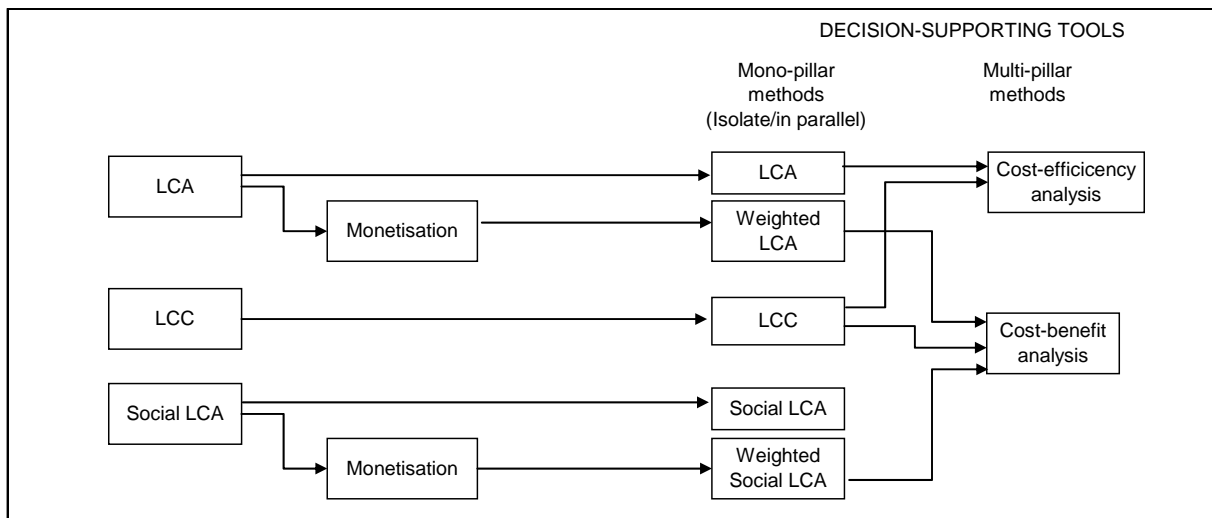 DECISION-SUPPORTING TOOLS
Mono-pillar
methods
(Isolate/in parallel)
Multi-pillar
methods
LCA
LCA
Cost-efficicency
analysis
Monetisation
Weighted
LCA
LCC
LCC
Cost-benefit
analysis
Social LCA
Social LCA
Monetisation
Weighted
Social LCA